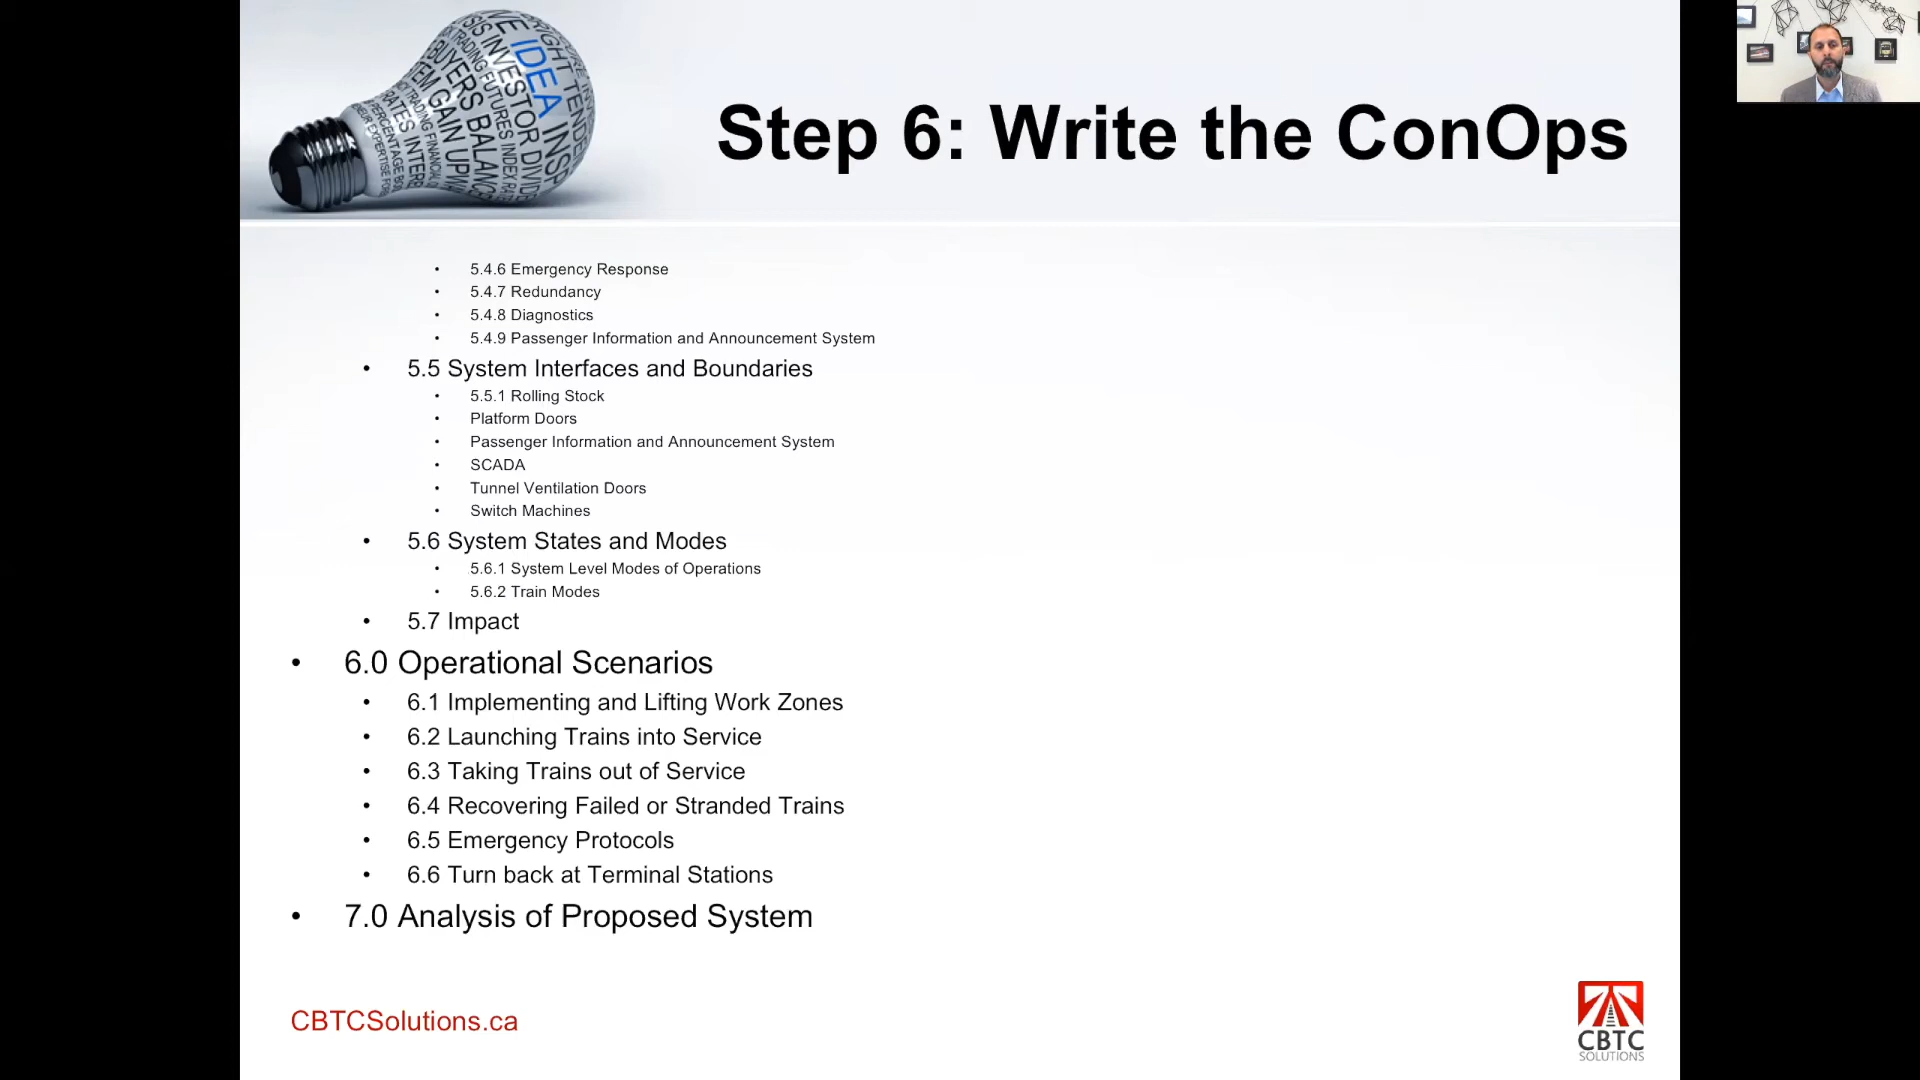 Step 6: Write the ConOps
IDEA
• 5.4.6 Emergency Response
• 5.4.7 Redundancy
• 5.4.8 Diagnostics
• 5.4.9 Passenger Information and Announcement System
• 5.5 System Interfaces and Boundaries
• 5.5.1 Rolling Stock
• Platform Doors
• Passenger Information and Announcement System
• SCADA
• Tunnel Ventilation Doors
• Switch Machines
• 5.6 System States and Modes
• 5.6.1 System Level Modes of Operations
• 5.6.2 Train Modes
• 5.7 Impact
• 6.0 Operational Scenarios
• 6.1 Implementing and Lifting Work Zones
• 6.2 Launching Trains into Service
• 6.3 Taking Trains out of Service
• 6.4 Recovering Failed or Stranded Trains
• 6.5 Emergency Protocols
• 6.6 Turn back at Terminal Stations
• 7.0 Analysis of Proposed System
CBTCSolutions.ca
CBTC
SOLUTIONS